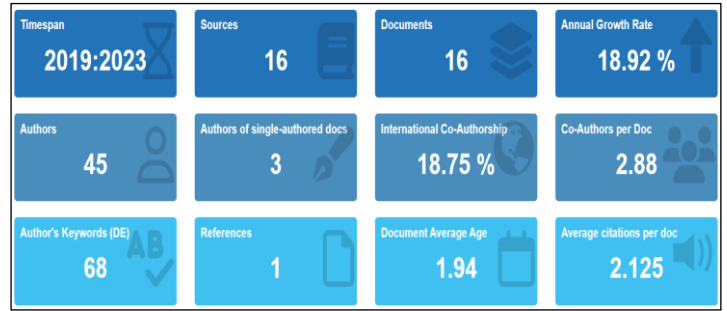 Timespan
2019:2023
Sources
16
Documents
16
Annual Growth Rate
18.92 %
Authors
45
Authors of single-authored docs
3
International Co-Authorship
18.75 %
Co-Authors per Doc
2.88
Author's Keywords (DE)
AB
68
References
1
Document Average Age
1.94
Average citations per doc
2.125